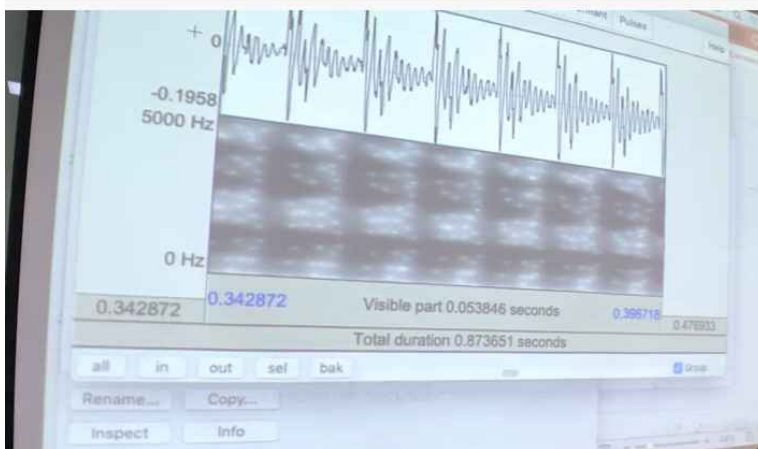 Pulses
Help
0
-0.1958
5000 Hz
0 Hz
0.342872
0.342872
Visible part 0.053846 seconds
0.396718
0.476933
Total duration 0.873651 seconds
all
in
out
sel
bak
Group
Rename...
Copy...
Inspect
Info